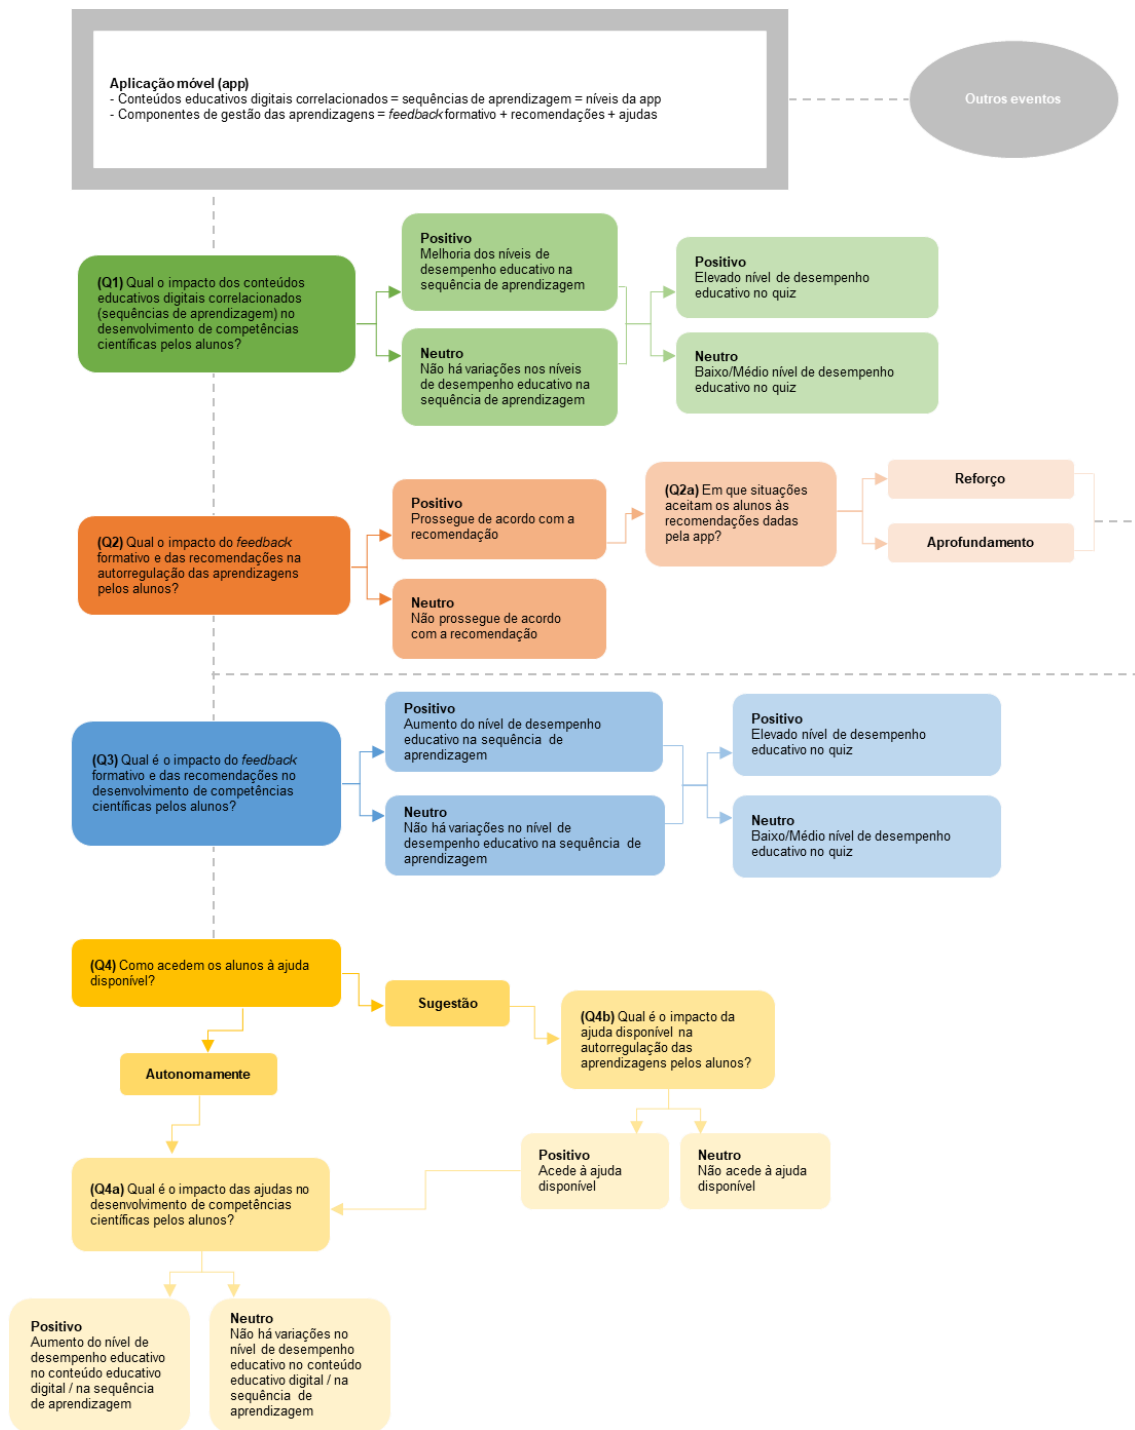 Aplicação móvel (app)
- Conteúdos educativos digitais correlacionados = sequências de aprendizagem = níveis da app
- Componentes de gestão das aprendizagens = feedback formativo + recomendações + ajudas
Outros eventos
(Q1) Qual o impacto dos conteúdos
educativos digitais correlacionados
(sequências de aprendizagem) no
desenvolvimento de competências
científicas pelos alunos?
Positivo
Melhoria dos níveis de
desempenho educativo na
sequência de aprendizagem
Neutro
Não há variações nos níveis
de desempenho educativo na
sequência de aprendizagem
Positivo
Elevado nível de desempenho
educativo no quiz
Neutro
Baixo/Médio nível de desempenho
educativo no quiz
(Q2) Qual o impacto do feedback
formativo e das recomendações na
autorregulação das aprendizagens
pelos alunos?
Positivo
Prossegue de acordo com a
recomendação
Neutro
Não prossegue de acordo
com a recomendação
(Q2a) Em que situações
aceitam os alunos às
recomendações dadas
pela app?
Reforço
Aprofundamento
(Q3) Qual é o impacto do feedback
formativo e das recomendações no
desenvolvimento de competências
científicas pelos alunos?
Positivo
Aumento do nível de desempenho
educativo na sequência de
aprendizagem
Neutro
Não há variações no nível de
desempenho educativo na sequência de
aprendizagem
Positivo
Elevado nível de desempenho
educativo no quiz
Neutro
Baixo/Médio nível de desempenho
educativo no quiz
(Q4) Como acedem os alunos à ajuda
disponível?
Sugestão
(Q4b) Qual é o impacto da
ajuda disponível na
autorregulação das
aprendizagens pelos alunos?
Autonomamente
Positivo
Acede à ajuda
disponível
Neutro
Não acede à ajuda
disponível
(Q4a) Qual é o impacto das ajudas no
desenvolvimento de competências
científicas pelos alunos?
Positivo
Aumento do nível de
desempenho educativo
no conteúdo educativo
digital / na sequência
de aprendizagem
Neutro
Não há variações no
nível de desempenho
educativo no conteúdo
educativo digital / na
sequência de
aprendizagem